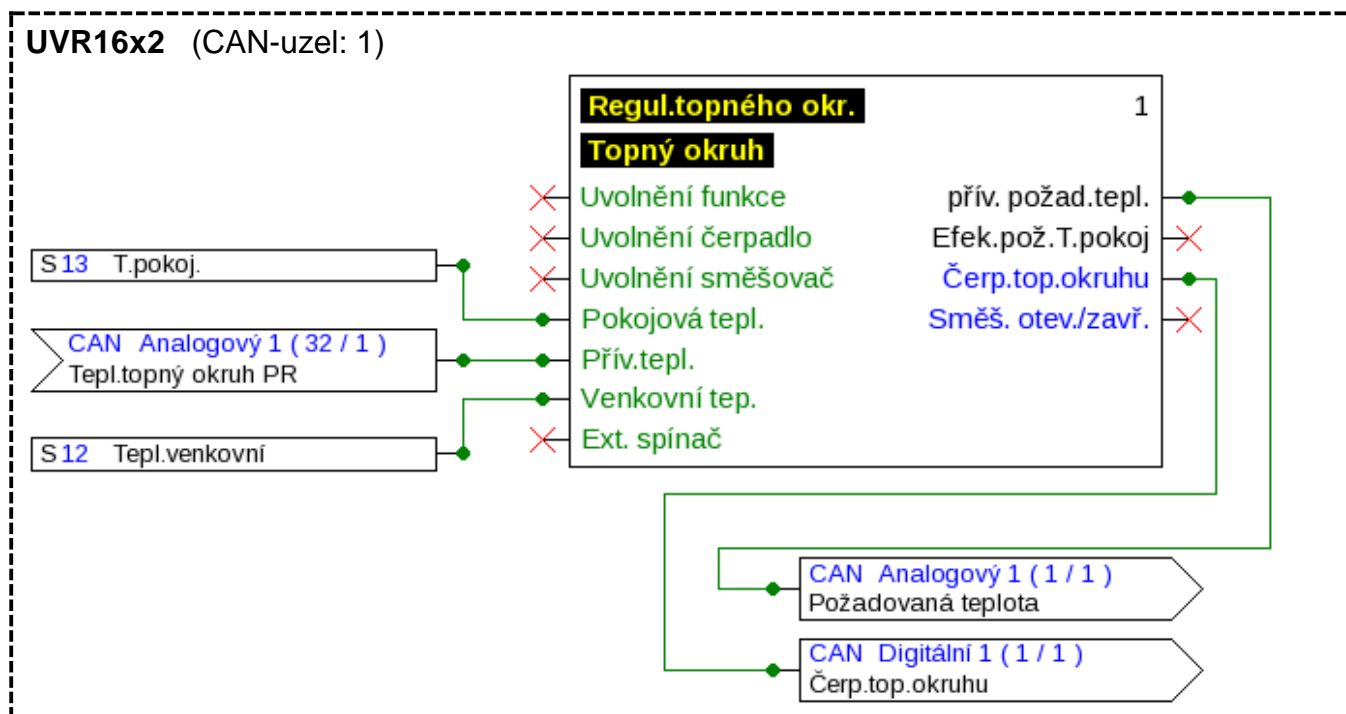 UVR16x2 (CAN-uzel: 1)
Regul.topného okr. 1
Topný okruh
Uvolnění funkce přív. požad.tepl.
Uvolnění čerpadlo Efek.pož.T.pokoj
S 13 T.pokoj. Uvolnění směšovač Čerp.top.okruhu
Pokojová tepl. Směš. otev./zavř.
CAN Analogový 1 ( 32 / 1 )
Tepl.topný okruh PR
Přív.tepl.
Venkovní tep.
S 12 Tepl.venkovní Ext. spínač
CAN Analogový 1 ( 1 / 1 )
Požadovaná teplota
CAN Digitální 1 ( 1 / 1 )
Čerp.top.okruhu